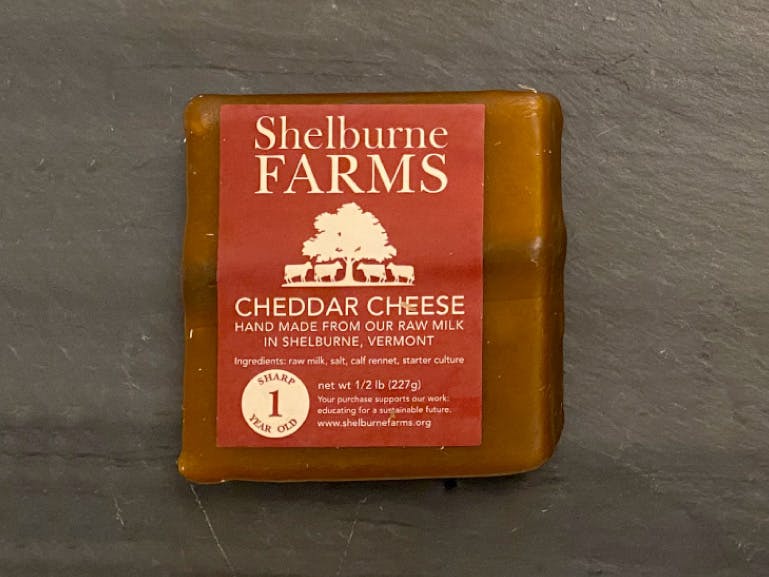 Shelburne
FARMS
CHEDDAR CHEESE
HAND MADE FROM OUR RAW MILK
IN SHELBURNE, VERMONT
Ingredients: raw milk, salt, calf rennet, starter culture
SHARP
1
YEAR OLD
net wt 1/2 lb (227g)
Your purchase supports our work:
educating for a sustainable future.
www.shelburnefarms.org